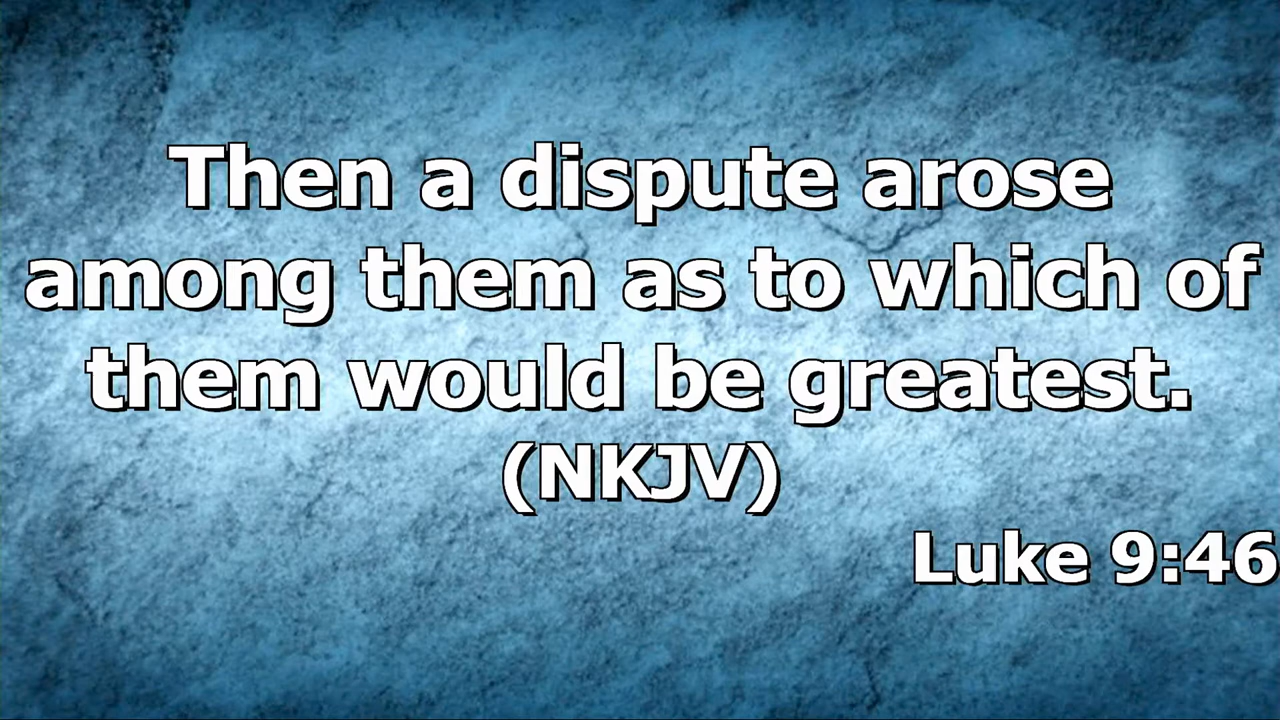 Then a dispute arose
among them as to which of
them would be greatest.
(NKJV)
Luke 9:46